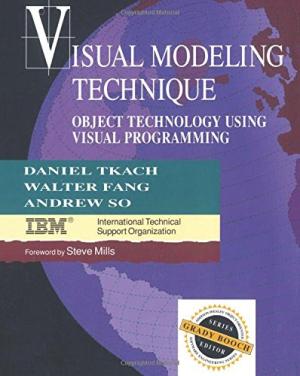 VISUAL MODELING
TECHNIQUE
OBJECT TECHNOLOGY USING
VISUAL PROGRAMMING
DANIEL TKACH
WALTER FANG
ANDREW SO
IBM®
International Technical
Support Organization
Foreword by Steve Mills
SERIES
GRADY BOOCH
EDITOR